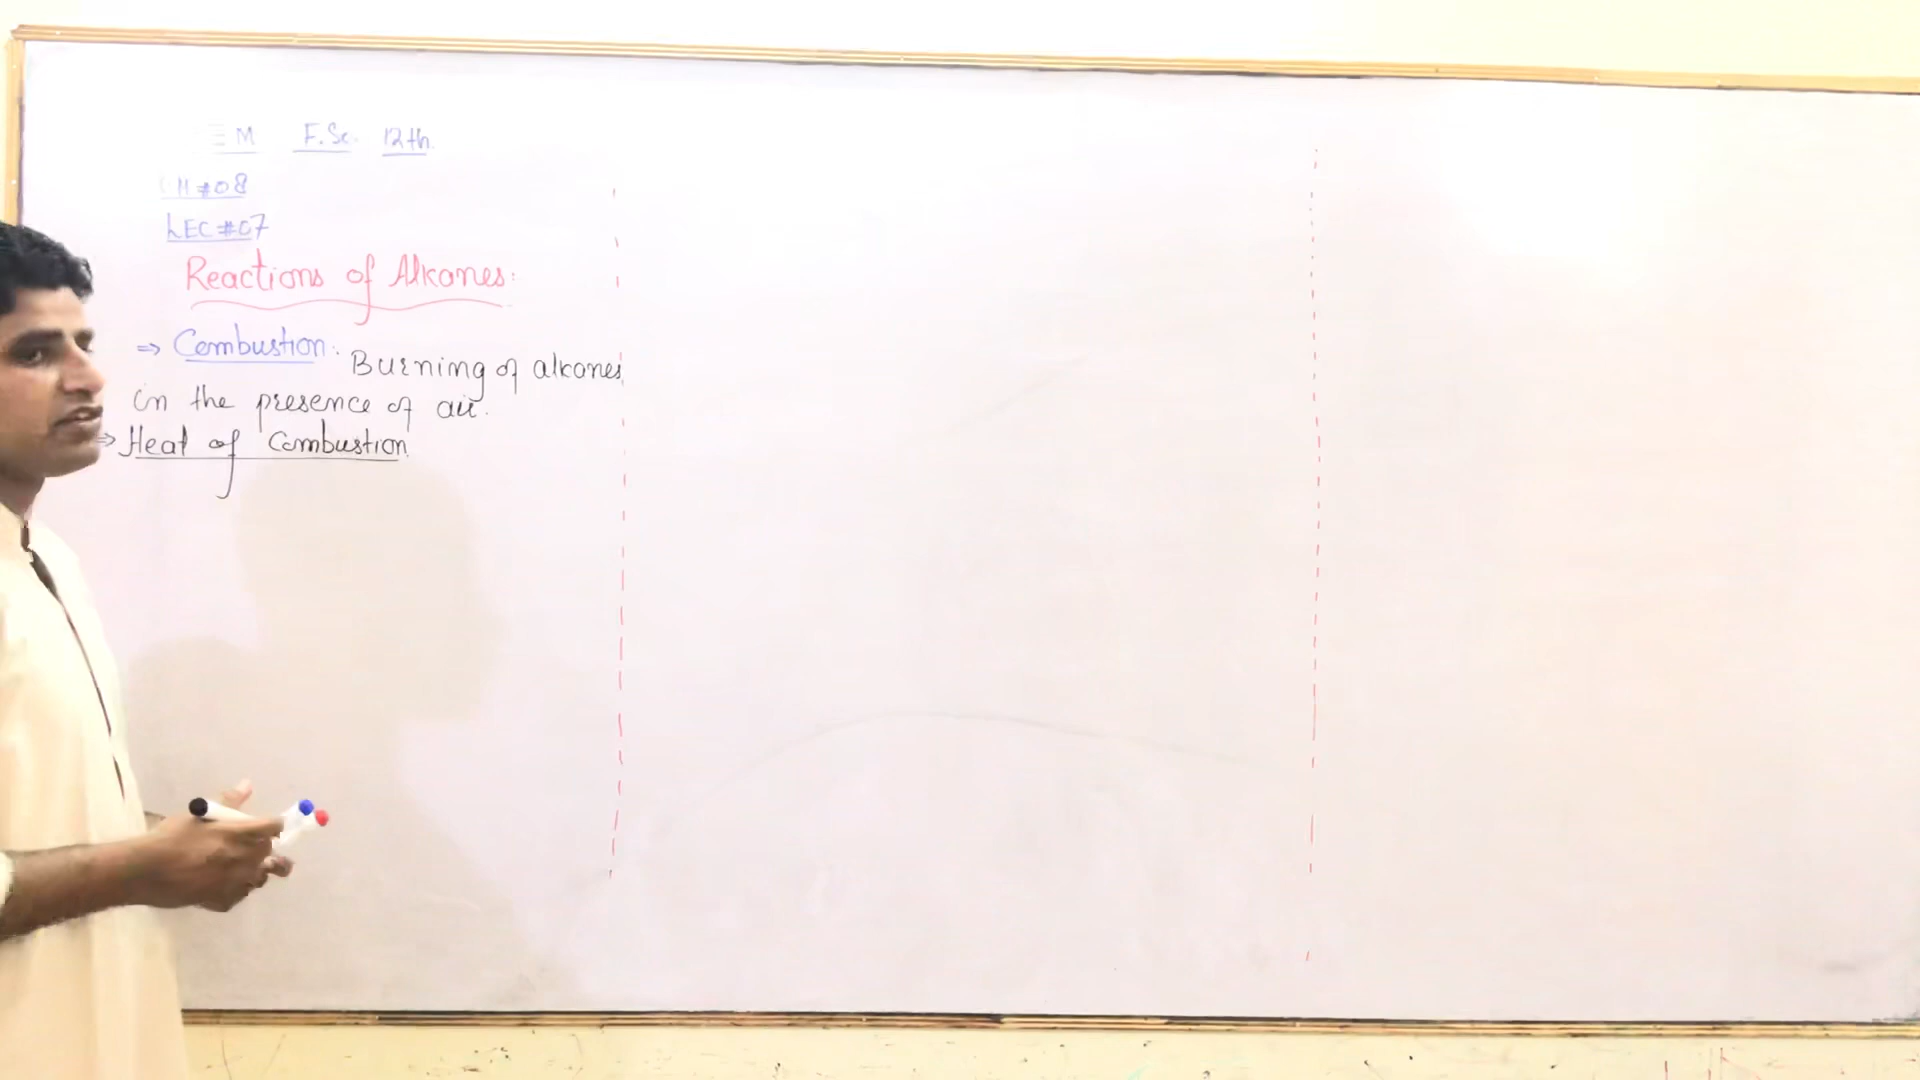 F.Sc. 12th.
#08
LEC#07
Reactions of Alkanes:
⇒ Combustion: Burning of alkanes
in the presence of air.
⇒ Heat of Combustion